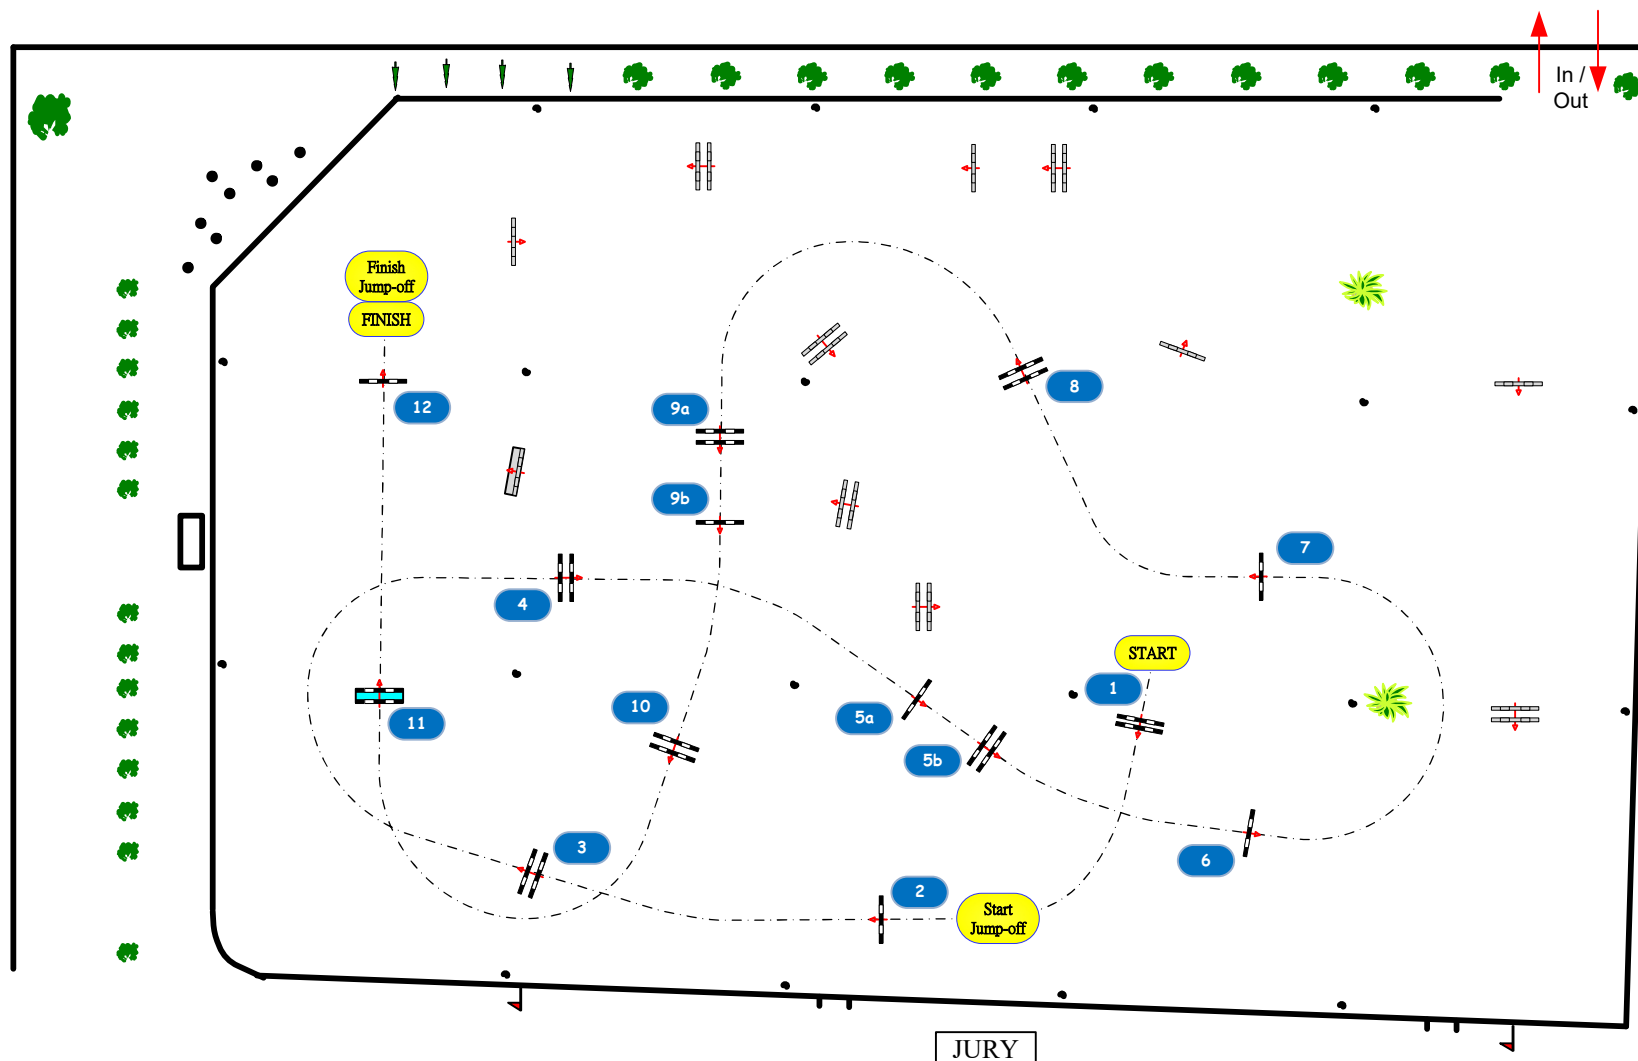 In /
Out
Finish
Jump-off
FINISH
12
9a
8
9b
7
4
START
1
10
5a
11
5b
3
6
2
Start
Jump-off
JURY